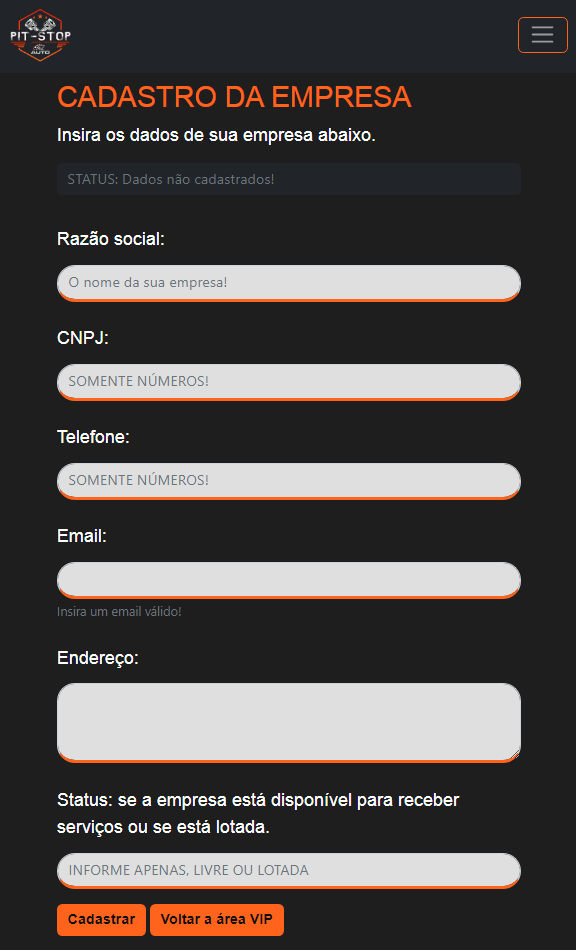 PIT-STOP
AUTO
CADASTRO DA EMPRESA
Insira os dados de sua empresa abaixo.
STATUS: Dados não cadastrados!
Razão social:
O nome da sua empresa!
CNPJ:
SOMENTE NÚMEROS!
Telefone:
SOMENTE NÚMEROS!
Email:
Insira um email válido!
Endereço:
Status: se a empresa está disponível para receber
serviços ou se está lotada.
INFORME APENAS, LIVRE OU LOTADA
Cadastrar
Voltar a área VIP